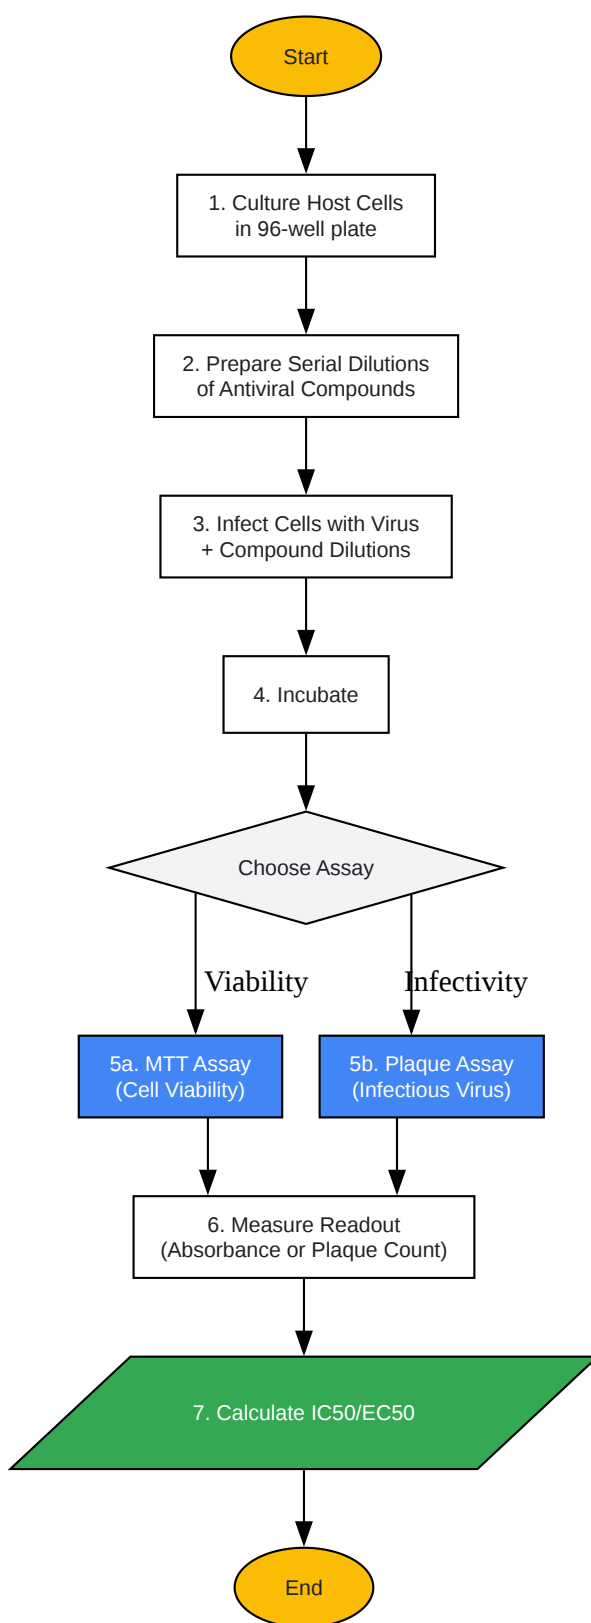 Start
1. Culture Host Cells
in 96-well plate
2. Prepare Serial Dilutions
of Antiviral Compounds
3. Infect Cells with Virus
+ Compound Dilutions
4. Incubate
Choose Assay
Viability
Infectivity
5a. MTT Assay
(Cell Viability)
5b. Plaque Assay
(Infectious Virus)
6. Measure Readout
(Absorbance or Plaque Count)
7. Calculate IC50/EC50
End